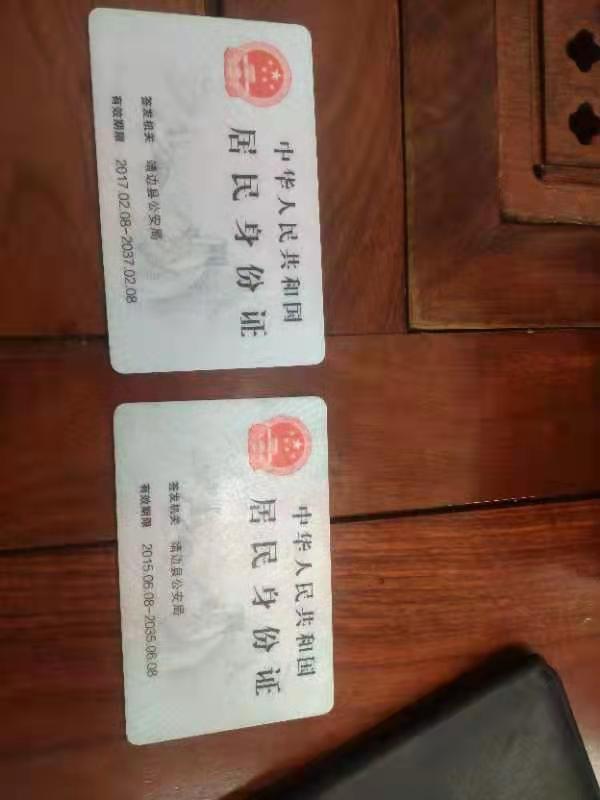 中华人民共和国
居民身份证
签发机关 靖边县公安局
有效期限 2017.02.08-2037.02.08
中华人民共和国
居民身份证
签发机关 靖边县公安局
有效期限 2015.06.08-2035.06.08